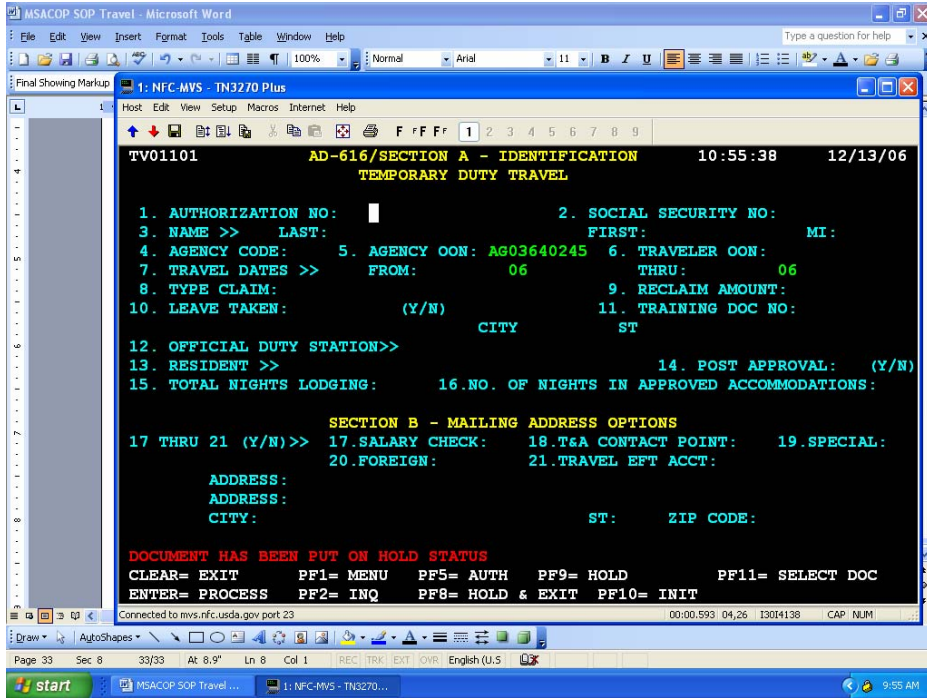 MSACOP SOP Travel - Microsoft Word
File Edit View Insert Format Tools Table Window Help
Type a question for help
100% Normal Arial 11 B I U
Final Showing Markup
1: NFC-MVS - TN3270 Plus
Host Edit View Setup Macros Internet Help
1 2 3 4 5 6 7 8 9
TV01101 AD-616/SECTION A - IDENTIFICATION 10:55:38 12/13/06
TEMPORARY DUTY TRAVEL
1. AUTHORIZATION NO: 2. SOCIAL SECURITY NO:
3. NAME >> LAST: FIRST: MI:
4. AGENCY CODE: 5. AGENCY OON: AG03640245 6. TRAVELER OON:
7. TRAVEL DATES >> FROM: 06 THRU: 06
8. TYPE CLAIM: 9. RECLAIM AMOUNT:
10. LEAVE TAKEN: (Y/N) 11. TRAINING DOC NO:
CITY ST
12. OFFICIAL DUTY STATION>>
13. RESIDENT >> 14. POST APPROVAL: (Y/N)
15. TOTAL NIGHTS LODGING: 16.NO. OF NIGHTS IN APPROVED ACCOMMODATIONS:
SECTION B - MAILING ADDRESS OPTIONS
17 THRU 21 (Y/N)>> 17.SALARY CHECK: 18.T&A CONTACT POINT: 19.SPECIAL:
20.FOREIGN: 21.TRAVEL EFT ACCT:
ADDRESS:
ADDRESS:
CITY: ST: ZIP CODE:
DOCUMENT HAS BEEN PUT ON HOLD STATUS
CLEAR= EXIT PF1= MENU PF5= AUTH PF9= HOLD PF11= SELECT DOC
ENTER= PROCESS PF2= INQ PF8= HOLD & EXIT PF10= INIT
Connected to mvs.nfc.usda.gov port 23 00:00.593 04,26 I30I4138 CAP NUM
Draw AutoShapes
Page 33 Sec 8 33/33 At 8.9" Ln 8 Col 1 REC TRK EXT OVR English (U.S
start MSACOP SOP Travel ... 1: NFC-MVS - TN3270... 9:55 AM